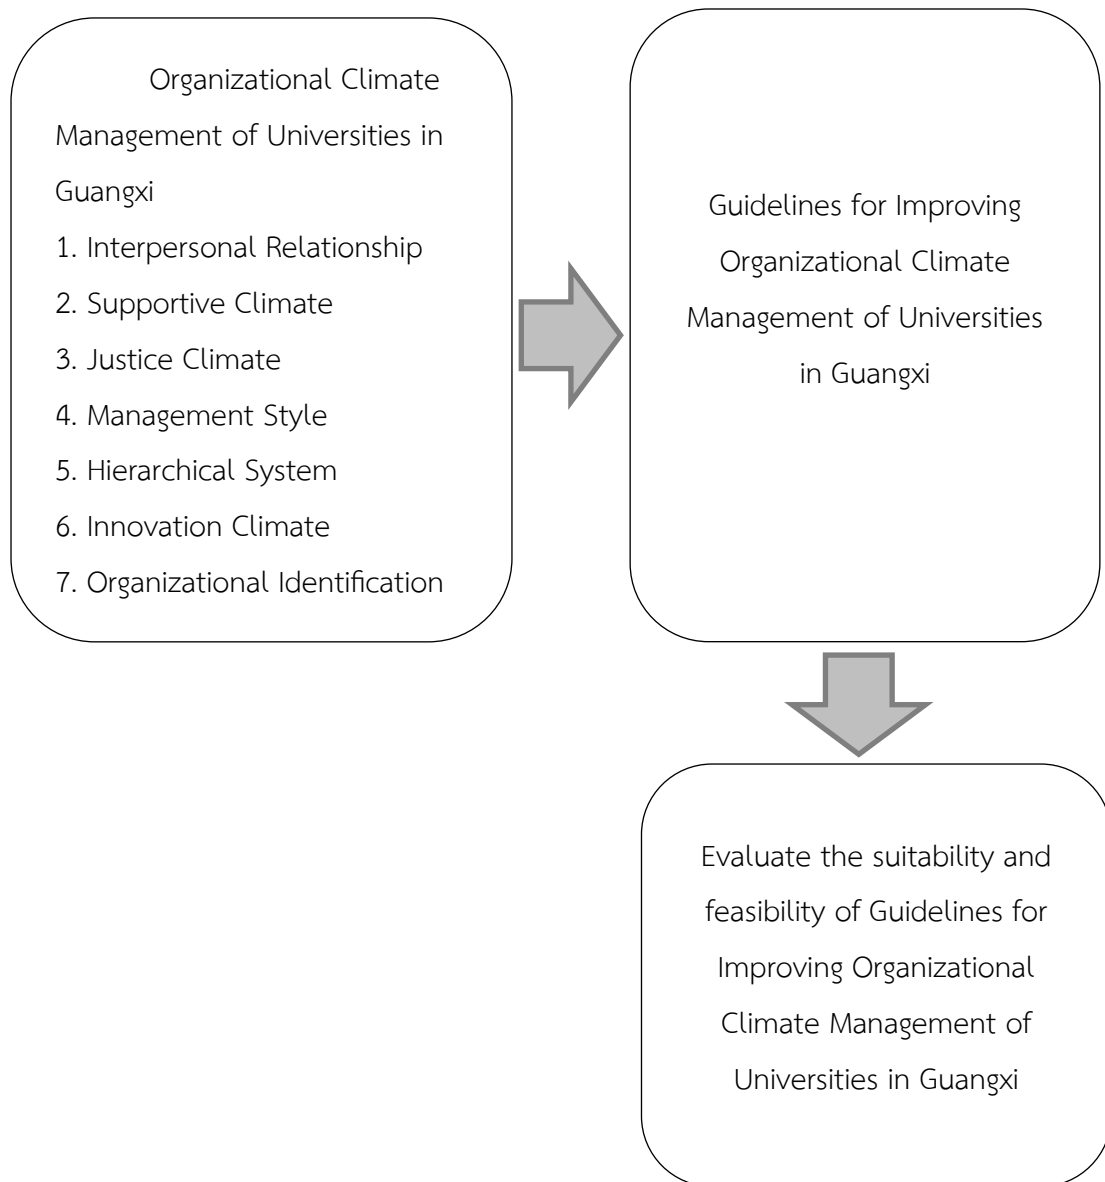 Organizational Climate
Management of Universities in
Guangxi
1. Interpersonal Relationship
2. Supportive Climate
3. Justice Climate
4. Management Style
5. Hierarchical System
6. Innovation Climate
7. Organizational Identification
Guidelines for Improving
Organizational Climate
Management of Universities
in Guangxi
Evaluate the suitability and
feasibility of Guidelines for
Improving Organizational
Climate Management of
Universities in Guangxi